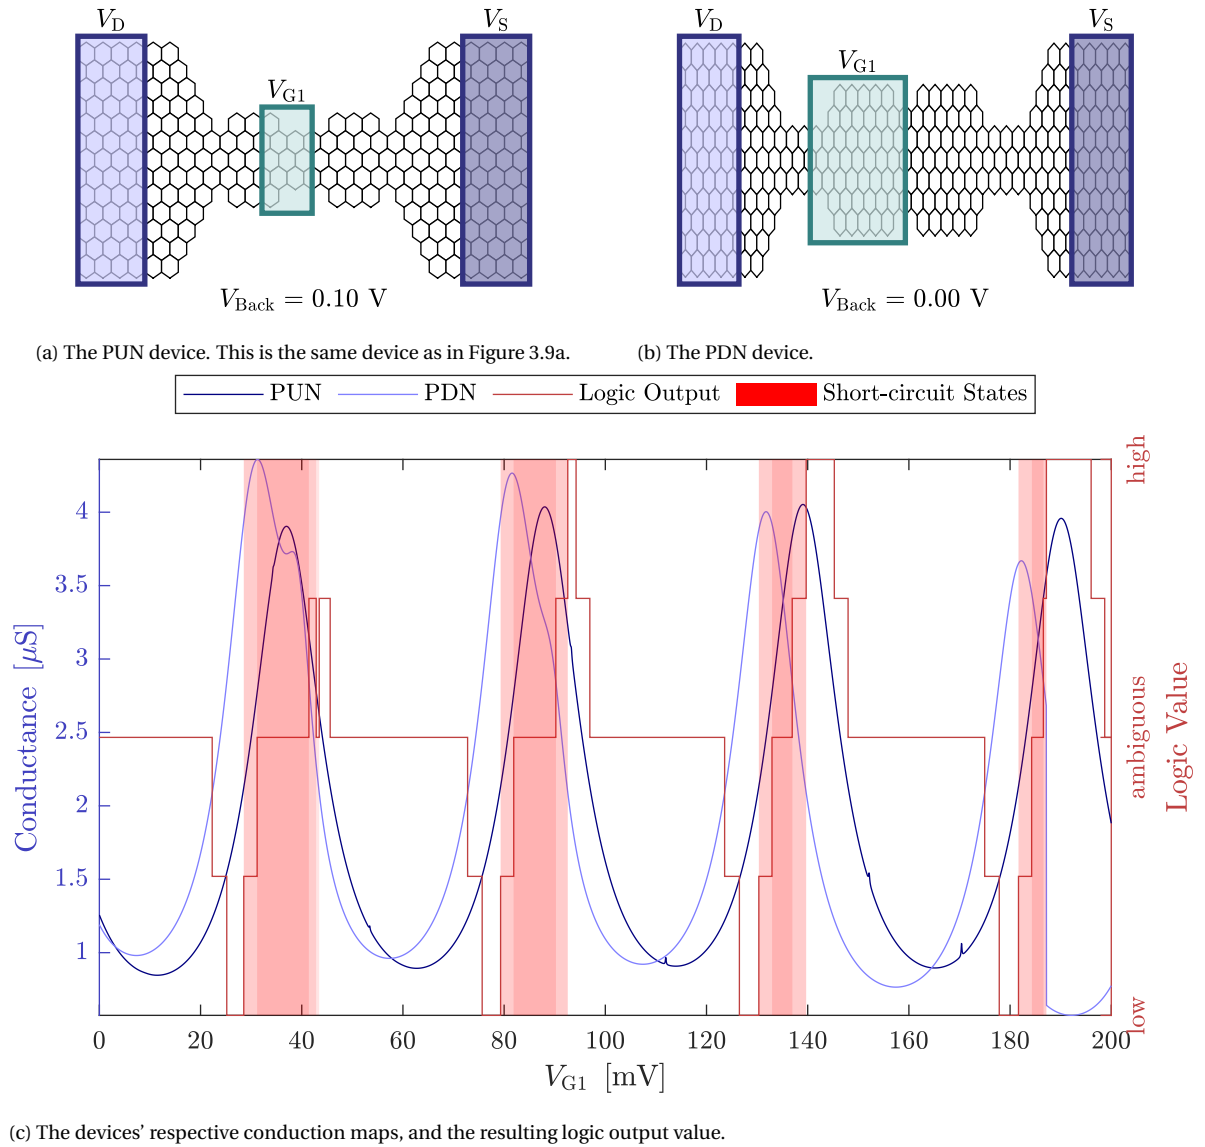 V_D V_S
V_G1
V_Back = 0.10 V
(a) The PUN device. This is the same device as in Figure 3.9a.
V_D V_S
V_G1
V_Back = 0.00 V
(b) The PDN device.
PUN PDN Logic Output Short-circuit States
Conductance [μS]
4
3.5
3
2.5
2
1.5
1
high
ambiguous
low
Logic Value
0 20 40 60 80 100 120 140 160 180 200
V_G1 [mV]
(c) The devices’ respective conduction maps, and the resulting logic output value.